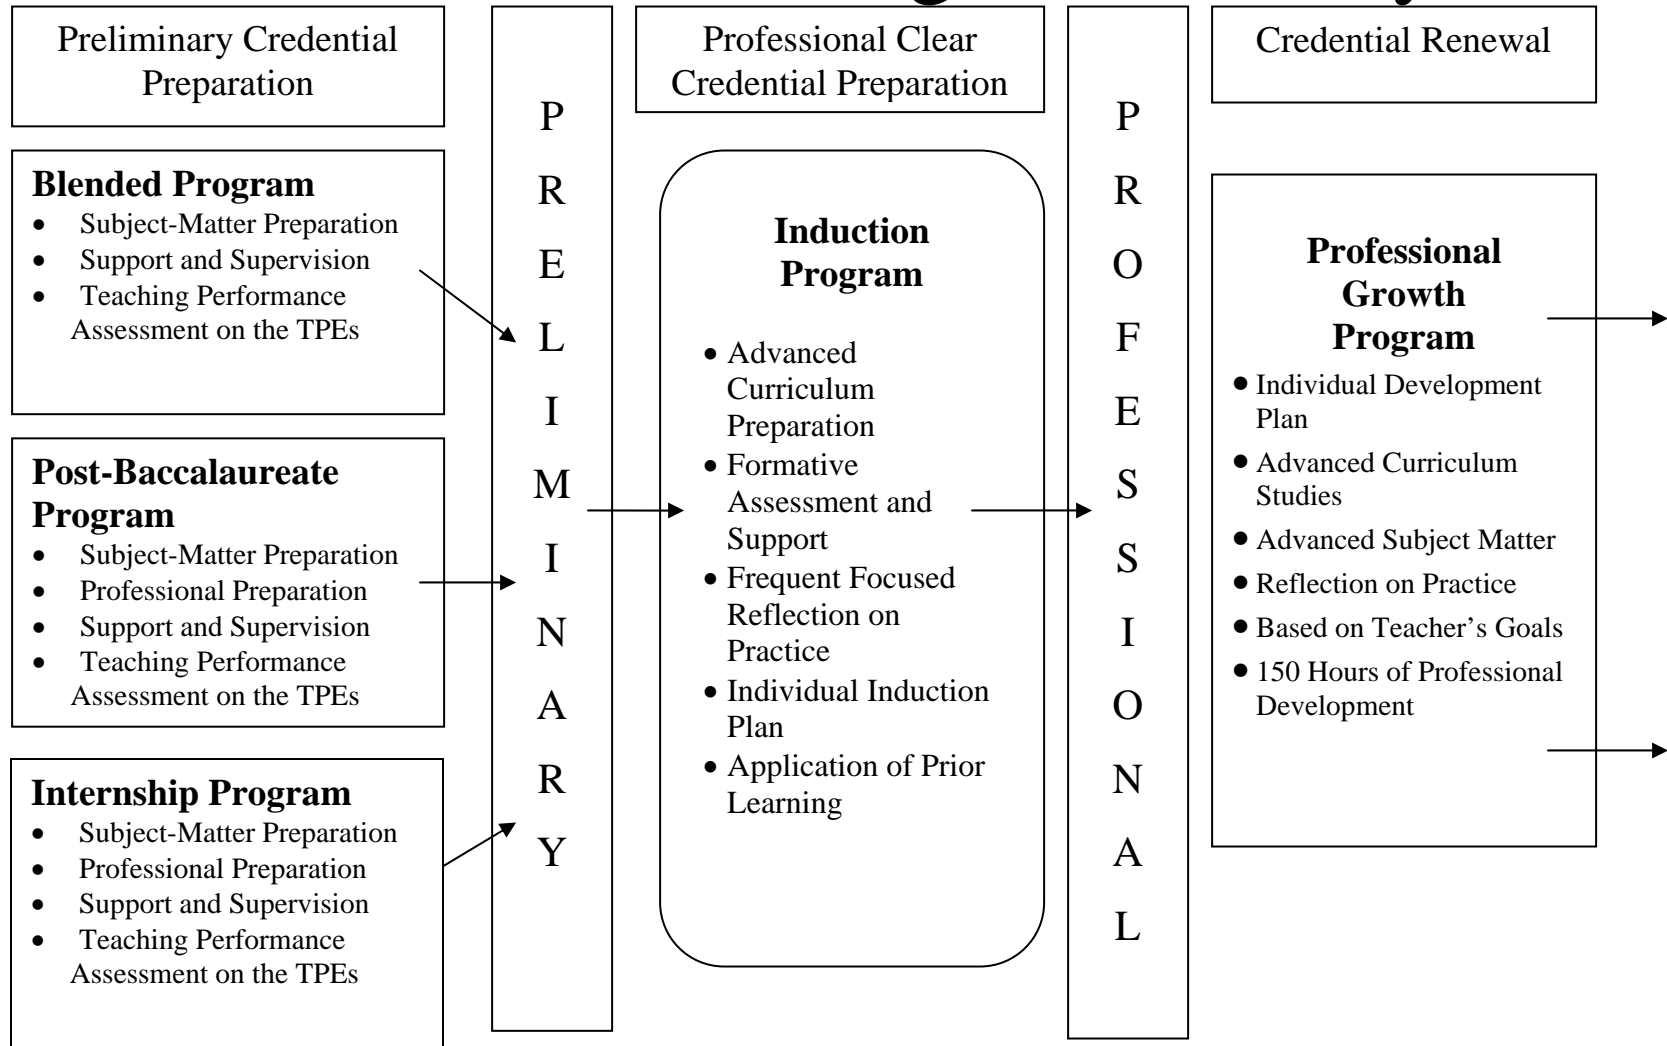 Preliminary Credential
Preparation
Blended Program
• Subject-Matter Preparation
• Support and Supervision
• Teaching Performance
Assessment on the TPEs
Post-Baccalaureate
Program
• Subject-Matter Preparation
• Professional Preparation
• Support and Supervision
• Teaching Performance
Assessment on the TPEs
Internship Program
• Subject-Matter Preparation
• Professional Preparation
• Support and Supervision
• Teaching Performance
Assessment on the TPEs
P
R
E
L
I
M
I
N
A
R
Y
Professional Clear
Credential Preparation
Induction
Program
• Advanced
Curriculum
Preparation
• Formative
Assessment and
Support
• Frequent Focused
Reflection on
Practice
• Individual Induction
Plan
• Application of Prior
Learning
P
R
O
F
E
S
S
I
O
N
A
L
Credential Renewal
Professional
Growth
Program
• Individual Development
Plan
• Advanced Curriculum
Studies
• Advanced Subject Matter
• Reflection on Practice
• Based on Teacher’s Goals
• 150 Hours of Professional
Development